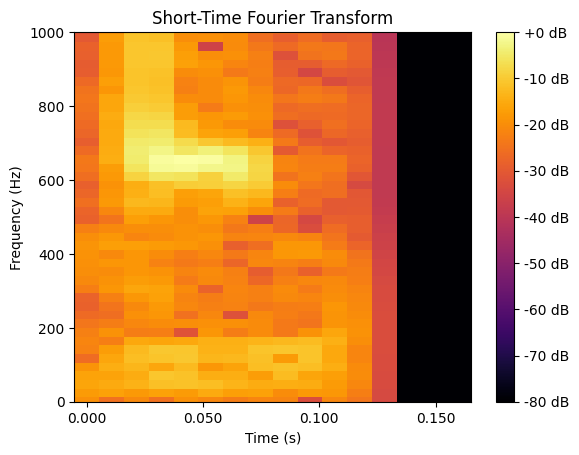 Short-Time Fourier Transform
1000
800
600
400
200
0
Frequency (Hz)
0.000
0.050
0.100
0.150
Time (s)
+0 dB
-10 dB
-20 dB
-30 dB
-40 dB
-50 dB
-60 dB
-70 dB
-80 dB